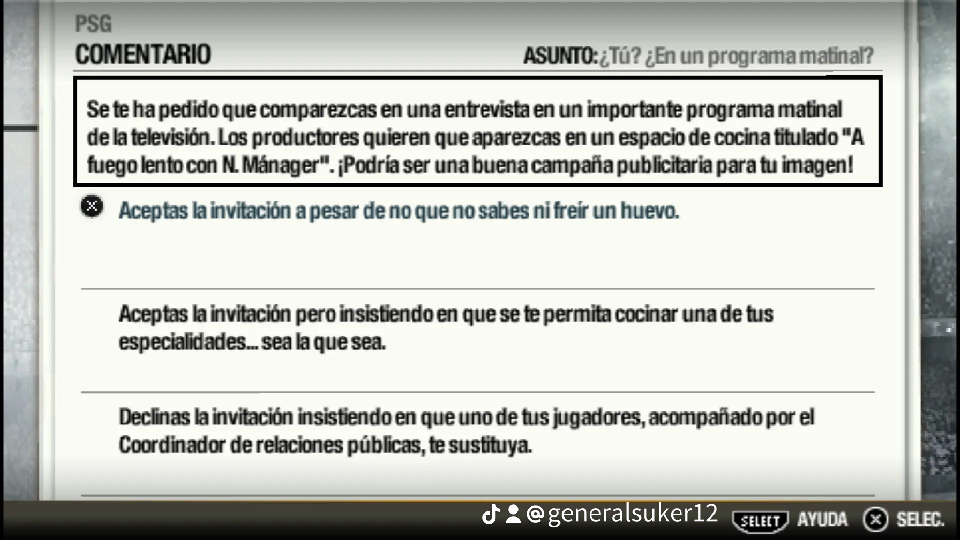 PSG
COMENTARIO
ASUNTO:¿Tú? ¿En un programa matinal?
Se te ha pedido que comparezcas en una entrevista en un importante programa matinal
de la televisión. Los productores quieren que aparezcas en un espacio de cocina titulado "A
fuego lento con N. Mánager". ¡Podría ser una buena campaña publicitaria para tu imagen!
Aceptas la invitación a pesar de no que no sabes ni freír un huevo.
Aceptas la invitación pero insistiendo en que se te permita cocinar una de tus
especialidades... sea la que sea.
Declinas la invitación insistiendo en que uno de tus jugadores, acompañado por el
Coordinador de relaciones públicas, te sustituya.
@generalsuker12
SELECT AYUDA SELEC.